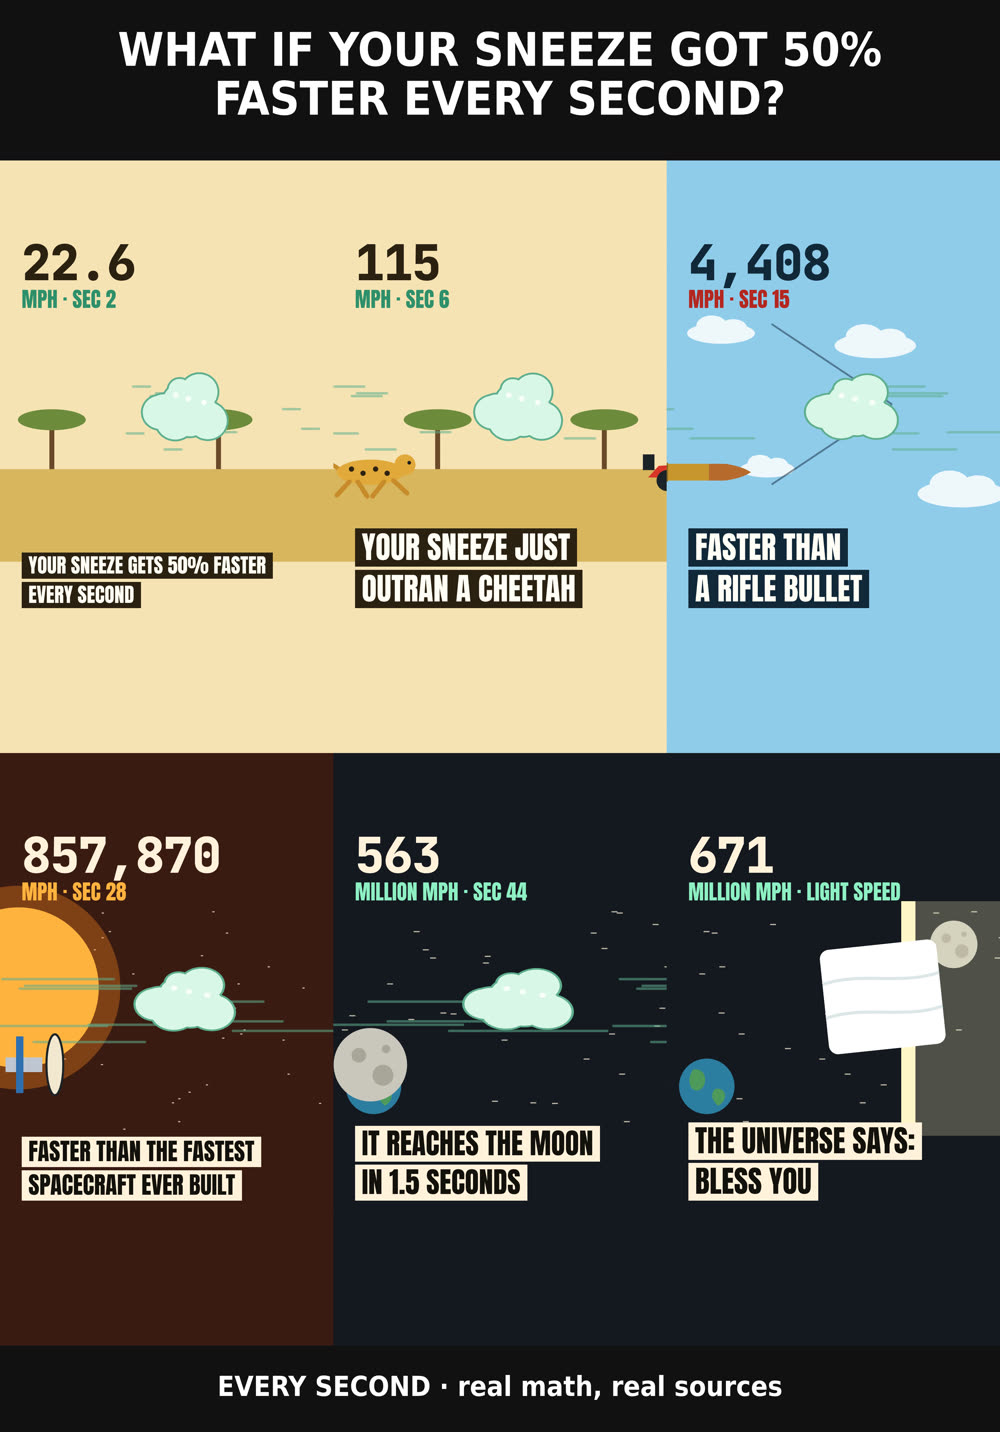 WHAT IF YOUR SNEEZE GOT 50%
FASTER EVERY SECOND?
22.6
MPH · SEC 2
YOUR SNEEZE GETS 50% FASTER
EVERY SECOND
115
MPH · SEC 6
YOUR SNEEZE JUST
OUTRAN A CHEETAH
4,408
MPH · SEC 15
FASTER THAN
A RIFLE BULLET
857,870
MPH · SEC 28
FASTER THAN THE FASTEST
SPACECRAFT EVER BUILT
563
MILLION MPH · SEC 44
IT REACHES THE MOON
IN 1.5 SECONDS
671
MILLION MPH · LIGHT SPEED
THE UNIVERSE SAYS:
BLESS YOU
EVERY SECOND · real math, real sources